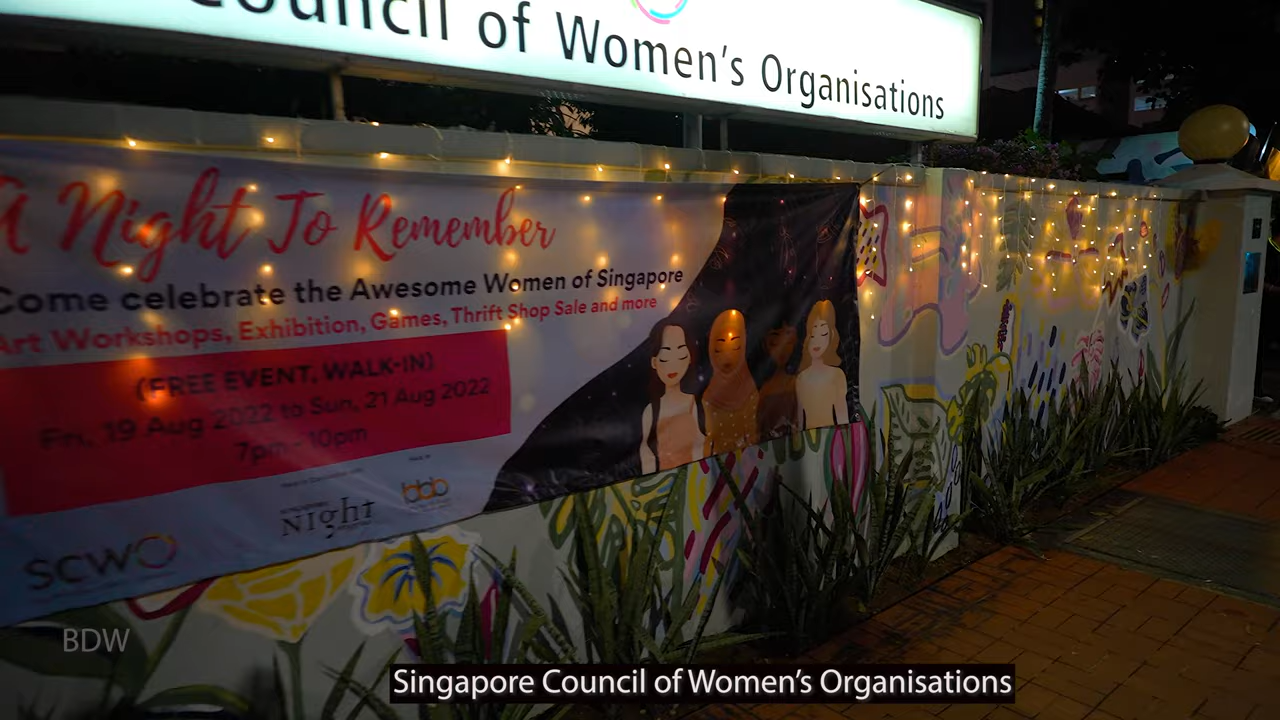 Council of Women's Organisations
A Night To Remember
Come celebrate the Awesome Women of Singapore
Art Workshops, Exhibition, Games, Thrift Shop Sale and more
(FREE EVENT, WALK-IN)
Fri, 19 Aug 2022 to Sun, 21 Aug 2022
7pm - 10pm
Night
bbb
SCWO
BDW
Singapore Council of Women's Organisations